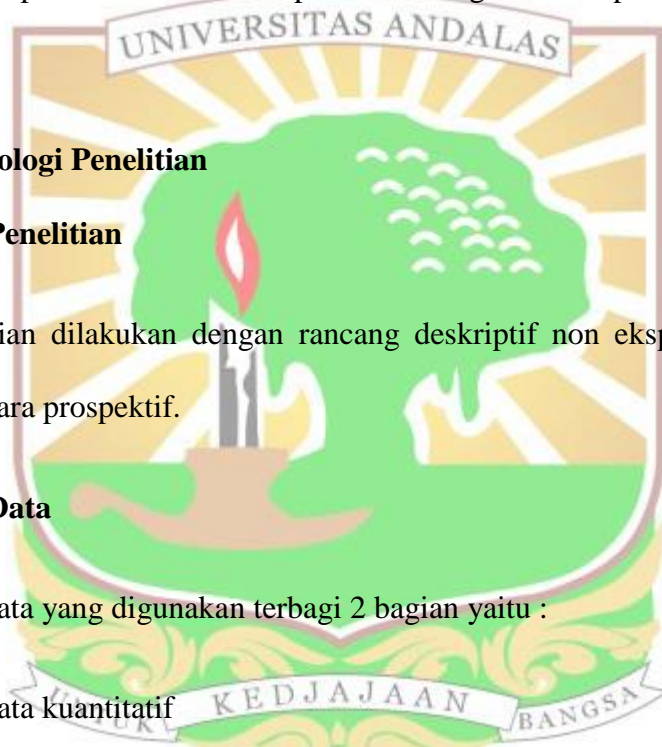 UNIVERSITAS ANDALAS
ologi Penelitian
Penelitian
ian dilakukan dengan rancang deskriptif non eksp
ara prospektif.
Data
ata yang digunakan terbagi 2 bagian yaitu :
ata kuantitatif
UNTUK KEDJAJAAN BANGSA